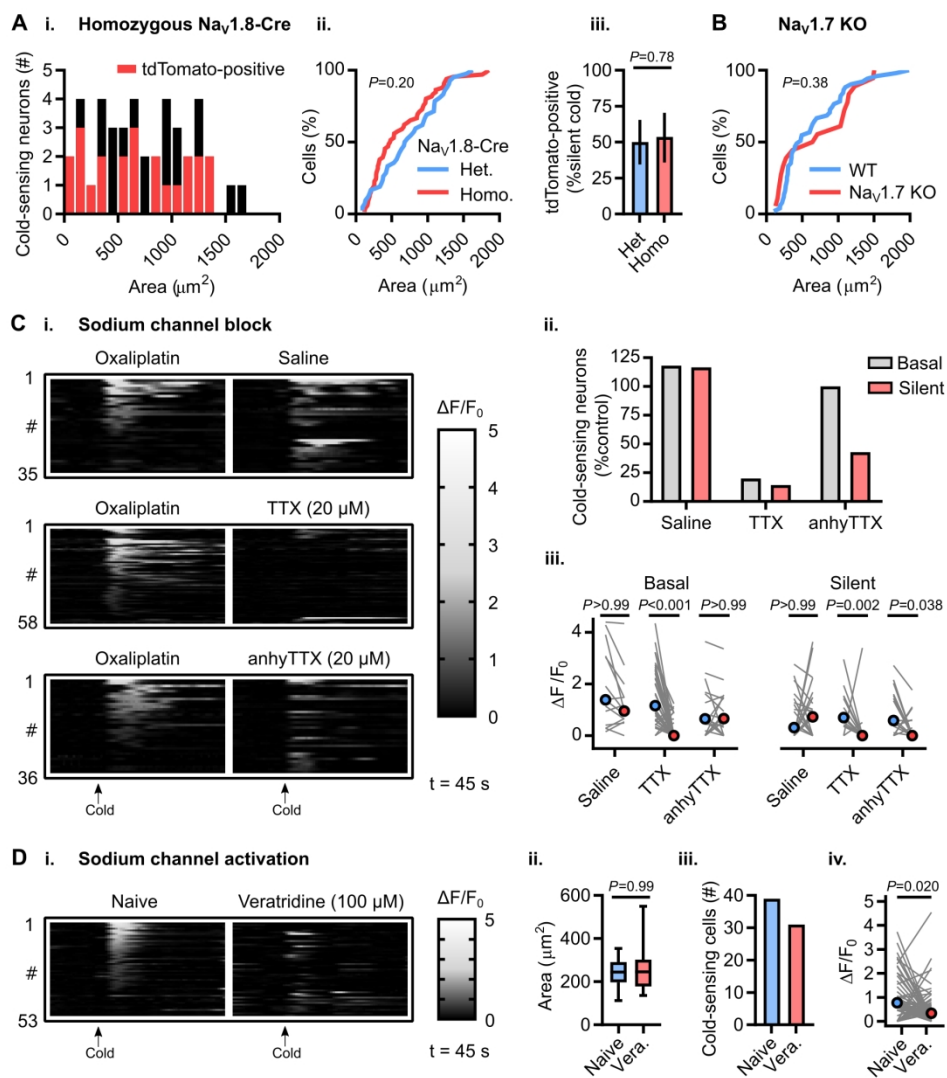 A i. Homozygous NaV1.8-Cre ii. iii. B NaV1.7 KO
Cold-sensing neurons (#)
5
4
3
2
1
0
tdTomato-positive
0 500 1000 1500 2000
Area (μm²)
Cells (%)
100
50
0
P=0.20
NaV1.8-Cre
Het.
Homo.
0 500 1000 1500 2000
Area (μm²)
tdTomato-positive
(%silent cold)
P=0.78
100
75
50
25
0
Het
Homo
Cells (%)
100
50
0
P=0.38
WT
NaV1.7 KO
0 500 1000 1500 2000
Area (μm²)
C i. Sodium channel block
Oxaliplatin Saline
1
#
35
Oxaliplatin TTX (20 μM)
1
#
58
Oxaliplatin anhyTTX (20 μM)
1
#
36
Cold Cold
ΔF/F0
5
4
3
2
1
0
t = 45 s
ii.
Cold-sensing neurons
(%control)
125
100
75
50
25
0
Basal
Silent
Saline TTX anhyTTX
iii.
Basal Silent
P>0.99 P<0.001 P>0.99 P>0.99 P=0.002 P=0.038
ΔF/F0
4
2
0
Saline TTX anhyTTX Saline TTX anhyTTX
D i. Sodium channel activation
Naive Veratridine (100 μM)
1
#
53
Cold Cold
ΔF/F0
5
0
t = 45 s
ii.
P=0.99
Area (μm²)
600
400
200
0
Naive
Vera.
iii.
Cold-sensing cells (#)
40
30
20
10
0
Naive
Vera.
iv.
P=0.020
ΔF/F0
5
4
3
2
1
0
Naive
Vera.